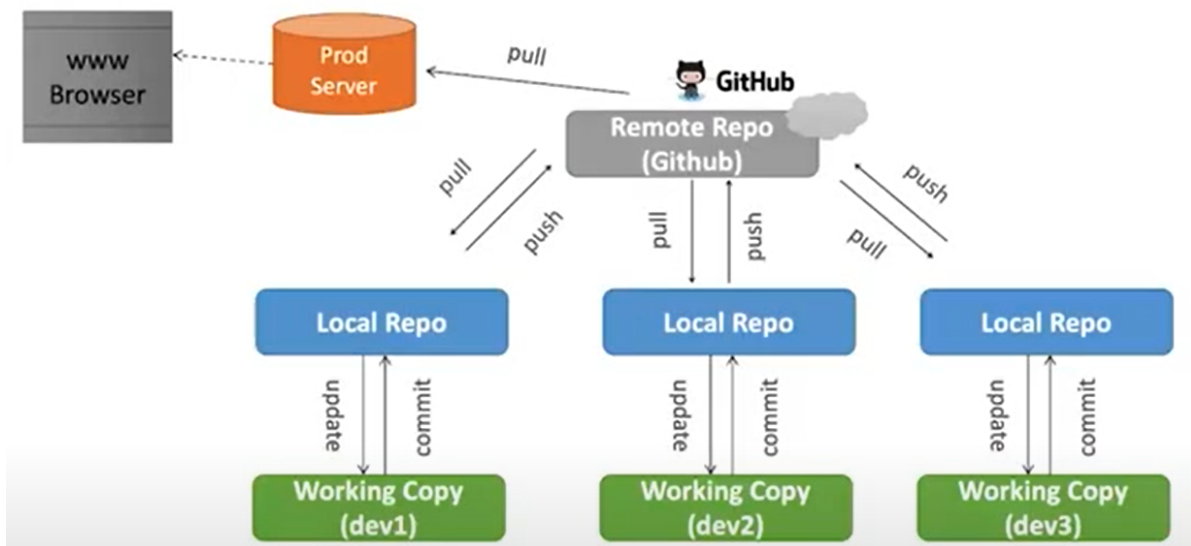 www
Browser
Prod
Server
pull
GitHub
Remote Repo
(Github)
pull
push
pull
push
push
pull
Local Repo
Local Repo
Local Repo
update
commit
update
commit
update
commit
Working Copy
(dev1)
Working Copy
(dev2)
Working Copy
(dev3)